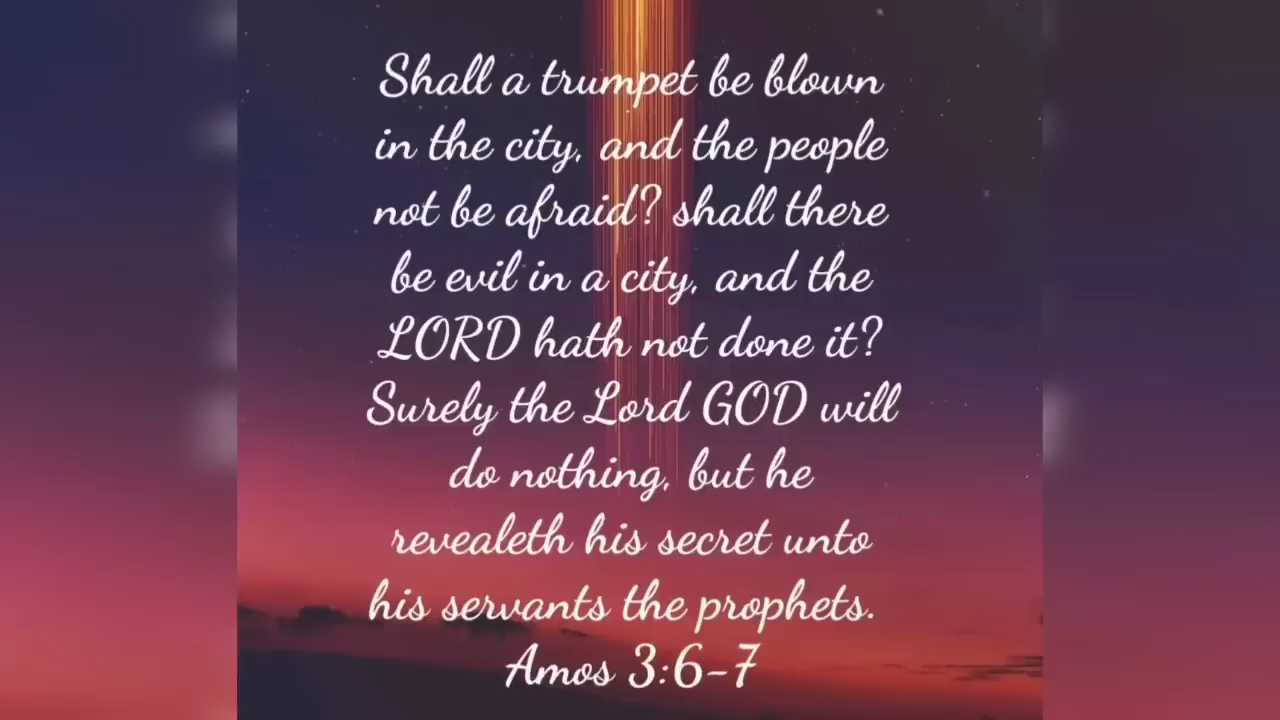 Shall a trumpet be blown
in the city, and the people
not be afraid? shall there
be evil in a city, and the
LORD hath not done it?
Surely the Lord GOD will
do nothing, but he
revealeth his secret unto
his servants the prophets.
Amos 3:6-7